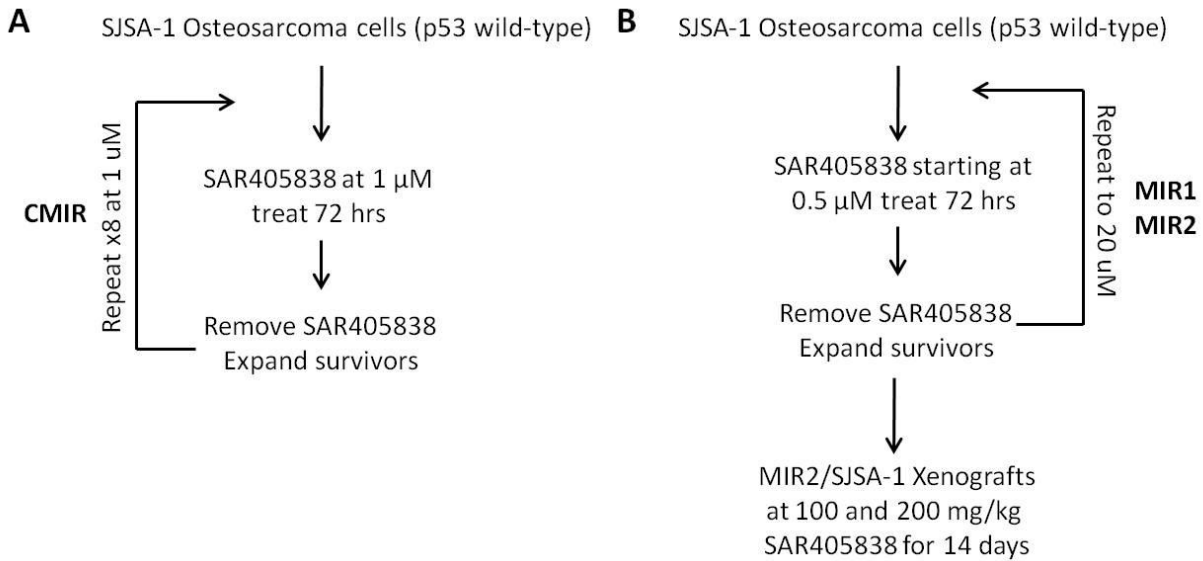 A
SJSA-1 Osteosarcoma cells (p53 wild-type)
SAR405838 at 1 µM
treat 72 hrs
Remove SAR405838
Expand survivors
Repeat x8 at 1 uM
CMIR
B
SJSA-1 Osteosarcoma cells (p53 wild-type)
SAR405838 starting at
0.5 µM treat 72 hrs
Remove SAR405838
Expand survivors
Repeat to 20 uM
MIR1
MIR2
MIR2/SJSA-1 Xenografts
at 100 and 200 mg/kg
SAR405838 for 14 days